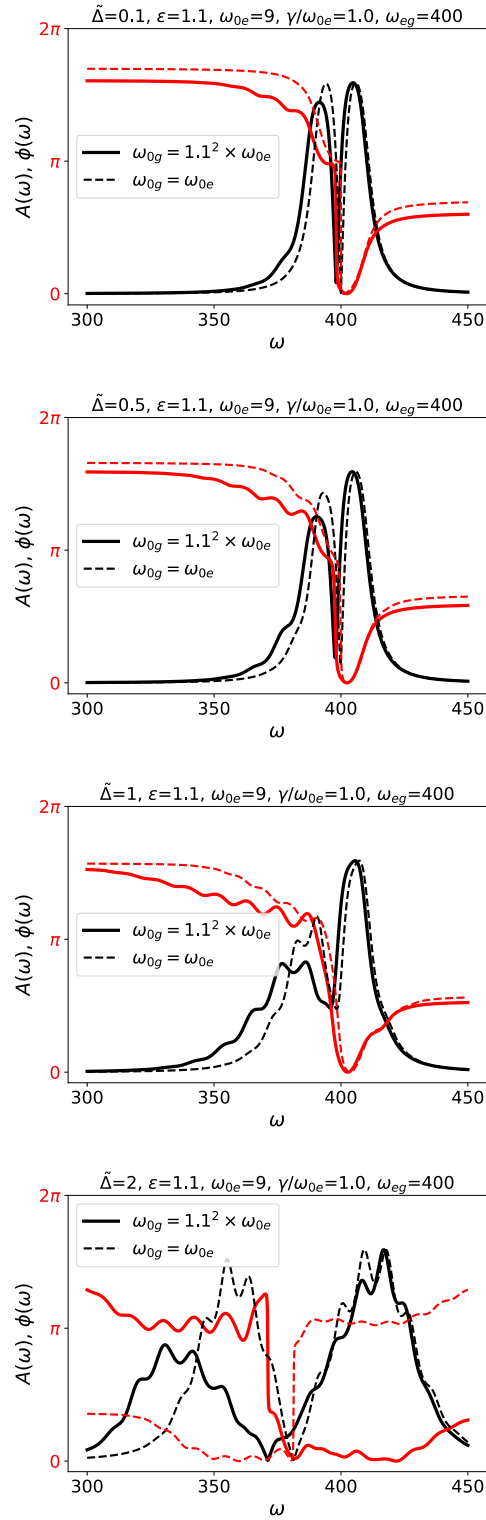 Δ̃=0.1, ε=1.1, ω₀ₑ=9, γ/ω₀ₑ=1.0, ω_eg=400
2π
π
0
A(ω), ϕ(ω)
ω₀g = 1.1² × ω₀ₑ
ω₀g = ω₀ₑ
300 350 400 450
ω
Δ̃=0.5, ε=1.1, ω₀ₑ=9, γ/ω₀ₑ=1.0, ω_eg=400
2π
π
0
A(ω), ϕ(ω)
ω₀g = 1.1² × ω₀ₑ
ω₀g = ω₀ₑ
300 350 400 450
ω
Δ̃=1, ε=1.1, ω₀ₑ=9, γ/ω₀ₑ=1.0, ω_eg=400
2π
π
0
A(ω), ϕ(ω)
ω₀g = 1.1² × ω₀ₑ
ω₀g = ω₀ₑ
300 350 400 450
ω
Δ̃=2, ε=1.1, ω₀ₑ=9, γ/ω₀ₑ=1.0, ω_eg=400
2π
π
0
A(ω), ϕ(ω)
ω₀g = 1.1² × ω₀ₑ
ω₀g = ω₀ₑ
300 350 400 450
ω